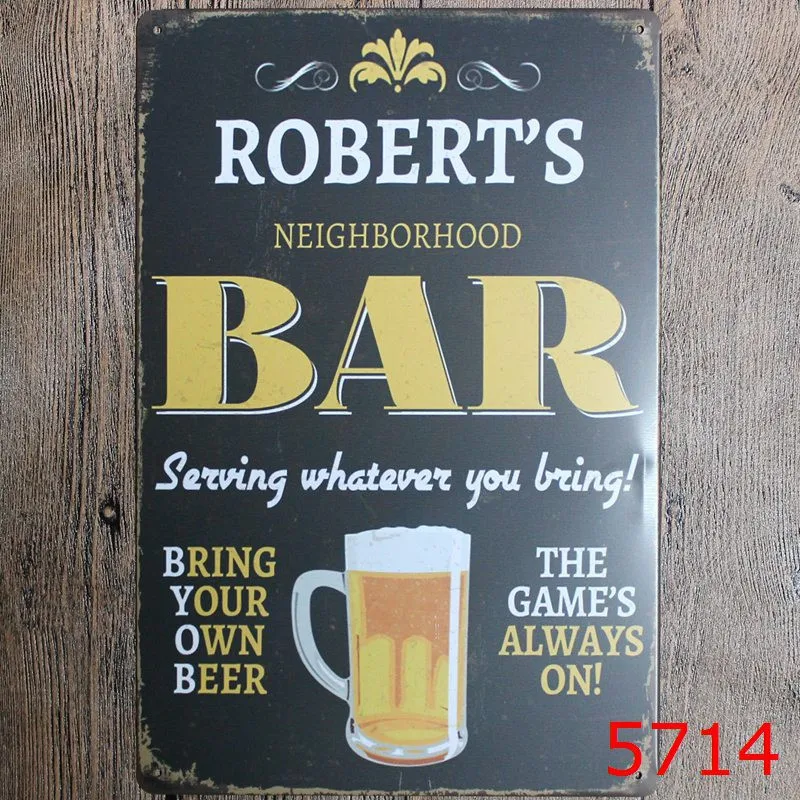 ROBERT'S
NEIGHBORHOOD
BAR
Serving whatever you bring!
BRING
YOUR
OWN
BEER
THE
GAME'S
ALWAYS
ON!
5714